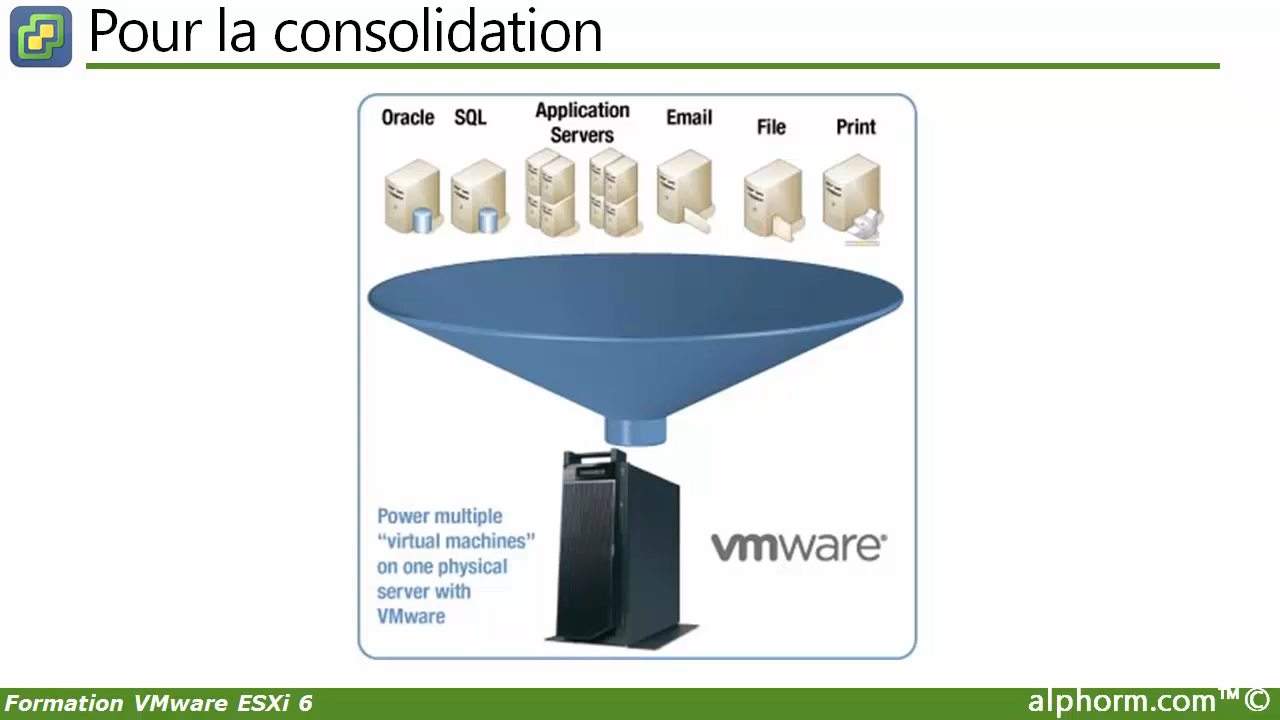 Pour la consolidation
Oracle
SQL
Application
Servers
Email
File
Print
Power multiple
“virtual machines”
on one physical
server with
VMware
vmware®
Formation VMware ESXi 6
alphorm.com™©